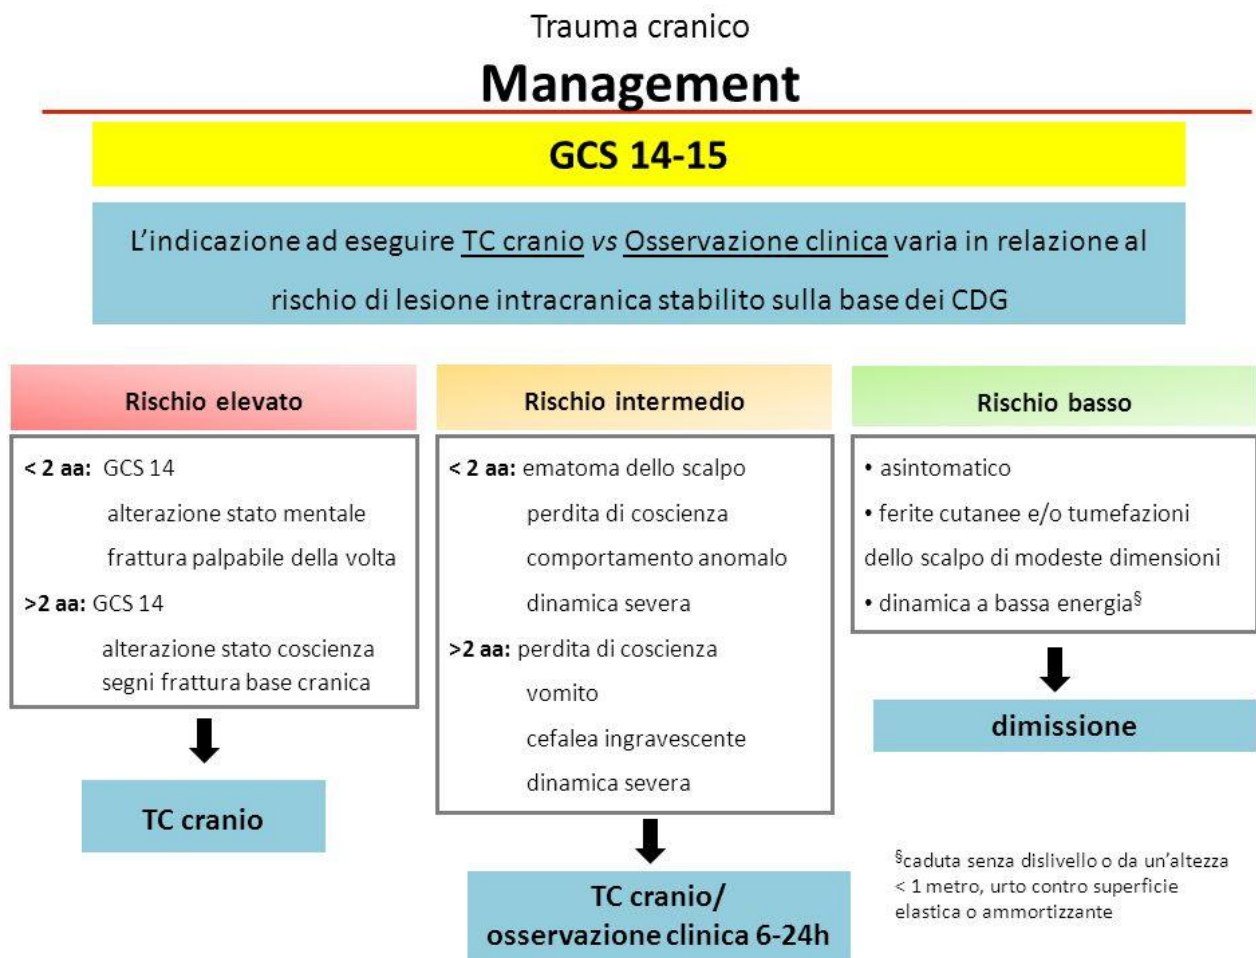 Trauma cranico
Management
GCS 14-15
L'indicazione ad eseguire TC cranio vs Osservazione clinica varia in relazione al
rischio di lesione intracranica stabilito sulla base dei CDG
Rischio elevato
< 2 aa: GCS 14
alterazione stato mentale
frattura palpabile della volta
>2 aa: GCS 14
alterazione stato coscienza
segni frattura base cranica
TC cranio
Rischio intermedio
< 2 aa: ematoma dello scalpo
perdita di coscienza
comportamento anomalo
dinamica severa
>2 aa: perdita di coscienza
vomito
cefalea ingravescente
dinamica severa
TC cranio/
osservazione clinica 6-24h
Rischio basso
• asintomatico
• ferite cutanee e/o tumefazioni
dello scalpo di modeste dimensioni
• dinamica a bassa energia§
dimissione
§caduta senza dislivello o da un'altezza
< 1 metro, urto contro superficie
elastica o ammortizzante